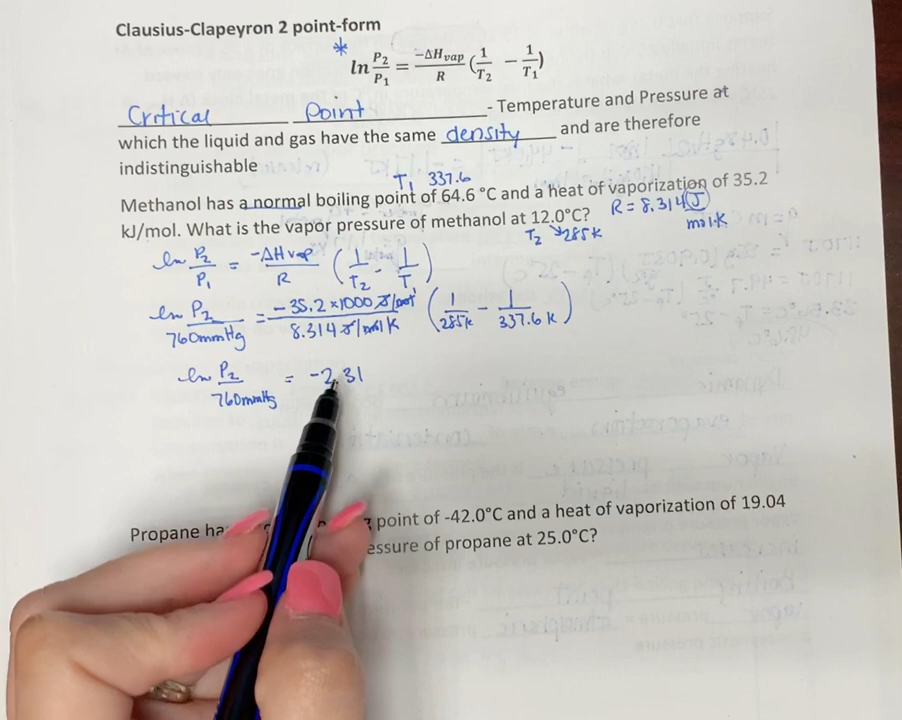 Clausius-Clapeyron 2 point-form
* ln P₂/P₁ = -ΔHvap/R (1/T₂ - 1/T₁)
Critical Point - Temperature and Pressure at
which the liquid and gas have the same density and are therefore
indistinguishable
T₁ 337.6
Methanol has a normal boiling point of 64.6 °C and a heat of vaporization of 35.2
kJ/mol. What is the vapor pressure of methanol at 12.0°C? R = 8.314 J/mol·K
T₂ 285k
ln P₂/P₁ = -ΔHvap/R (1/T₂ - 1/T₁)
ln P₂/760mmHg = -35.2 x 1000 J/mol / 8.314 J/mol K (1/285k - 1/337.6 K)
ln P₂/760mmHg = -2.31
Propane point of -42.0°C and a heat of vaporization of 19.04
of propane at 25.0°C?